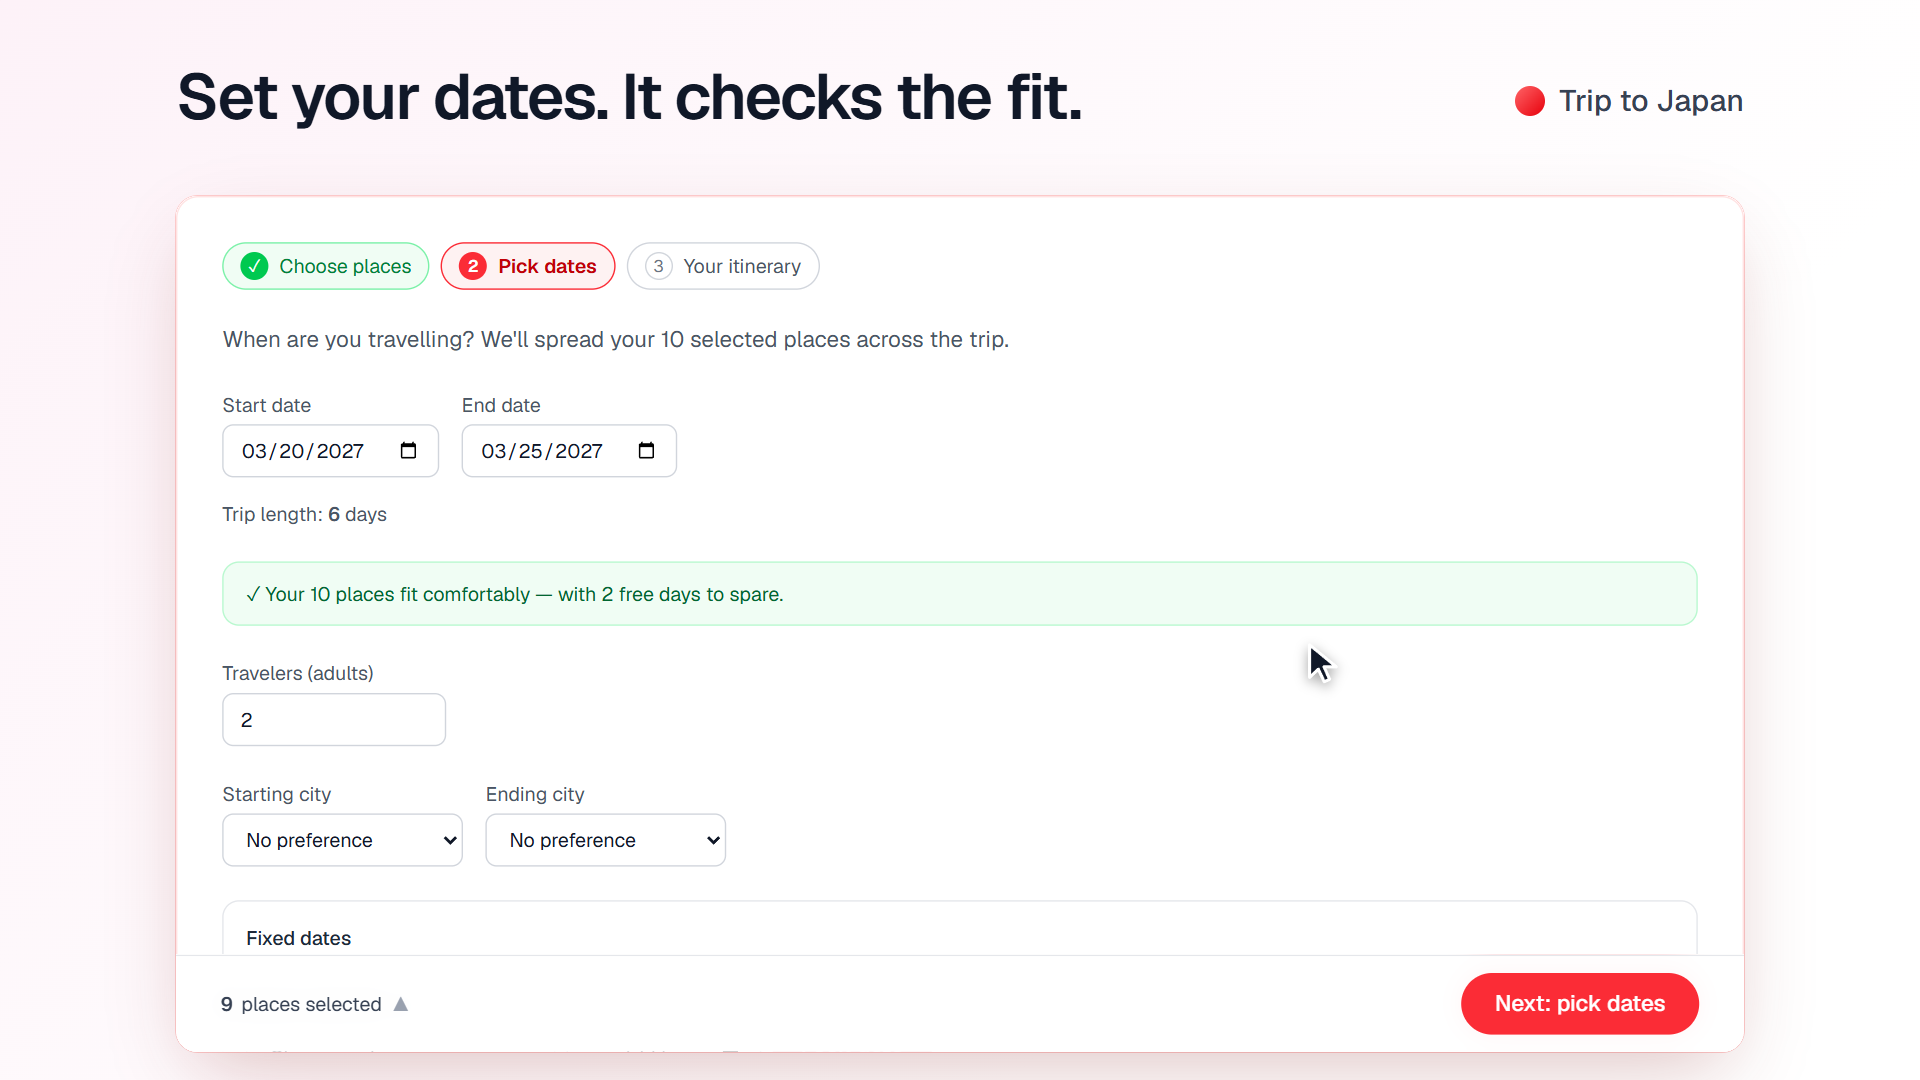 Set your dates. It checks the fit.
Trip to Japan
✓ Choose places
2 Pick dates
3 Your itinerary
When are you travelling? We'll spread your 10 selected places across the trip.
Start date
End date
03/20/2027
03/25/2027
Trip length: 6 days
✓ Your 10 places fit comfortably — with 2 free days to spare.
Travelers (adults)
2
Starting city
Ending city
No preference
No preference
Fixed dates
9 places selected ▲
Next: pick dates